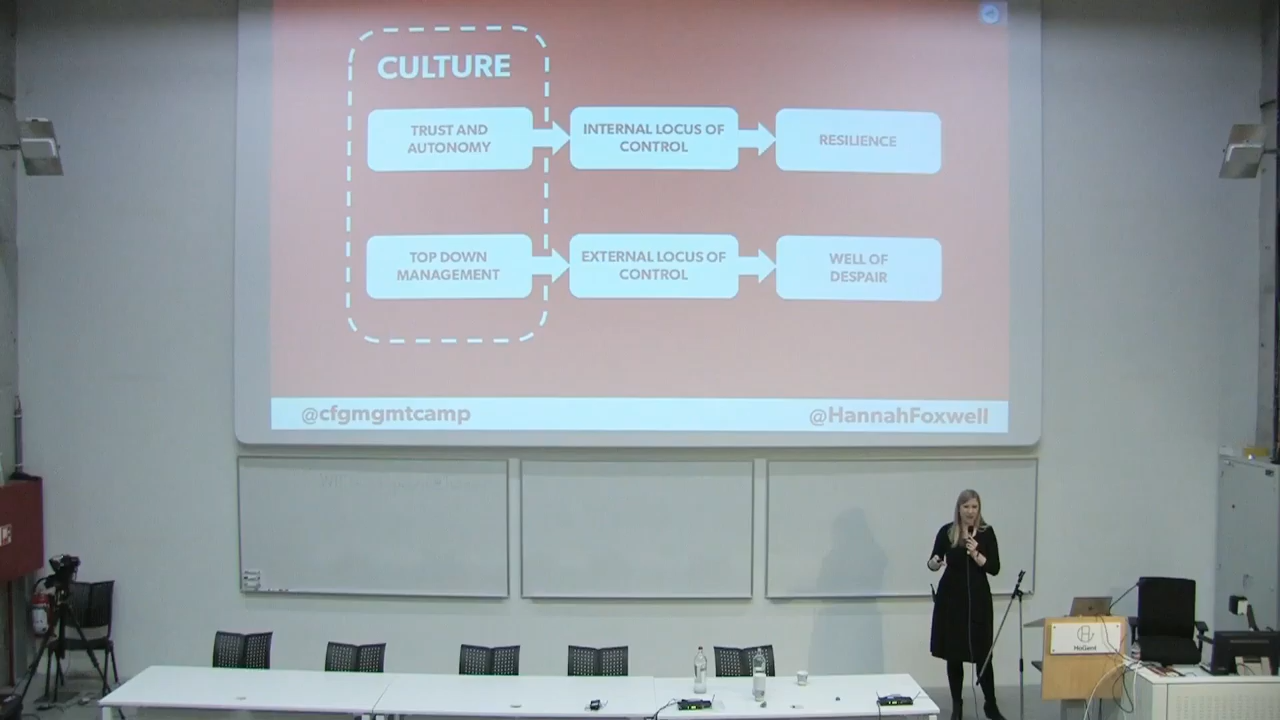 CULTURE
TRUST AND
AUTONOMY
INTERNAL LOCUS OF
CONTROL
RESILIENCE
TOP DOWN
MANAGEMENT
EXTERNAL LOCUS OF
CONTROL
WELL OF
DESPAIR
@cfgmgmtcamp
@HannahFoxwell
HoGent